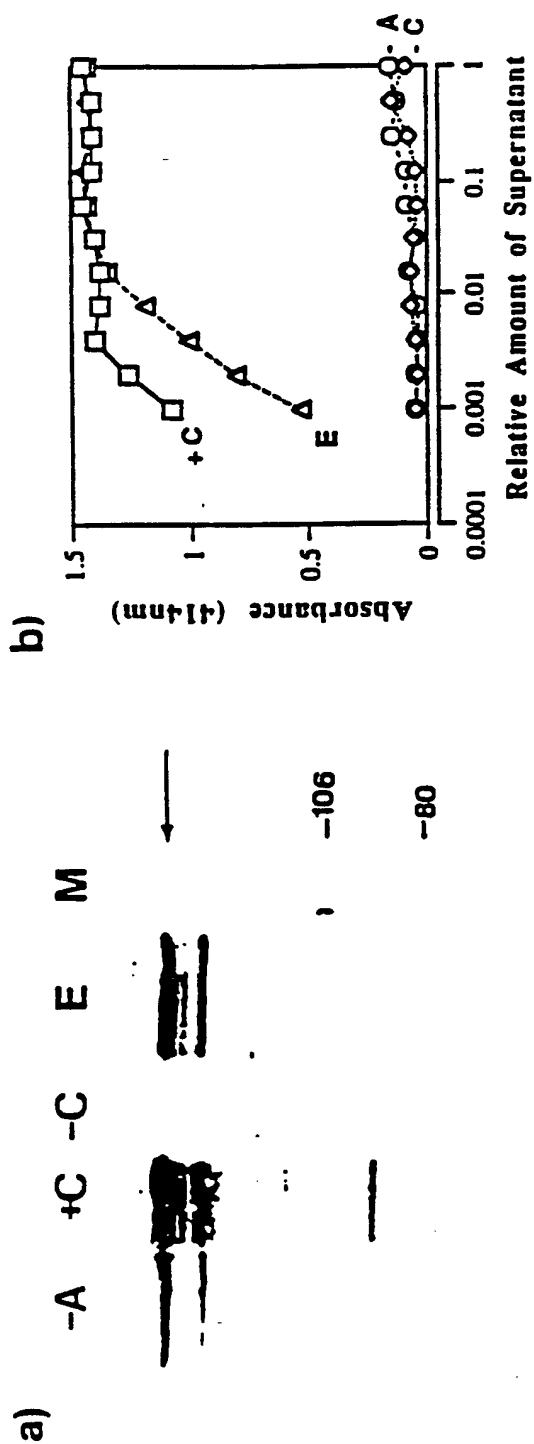 a)
-A +C -C E M
-106
-80
b)
Absorbance (414nm)
1.5
1
0.5
0
+C
E
-A
-C
0.0001 0.001 0.01 0.1 1
Relative Amount of Supernatant